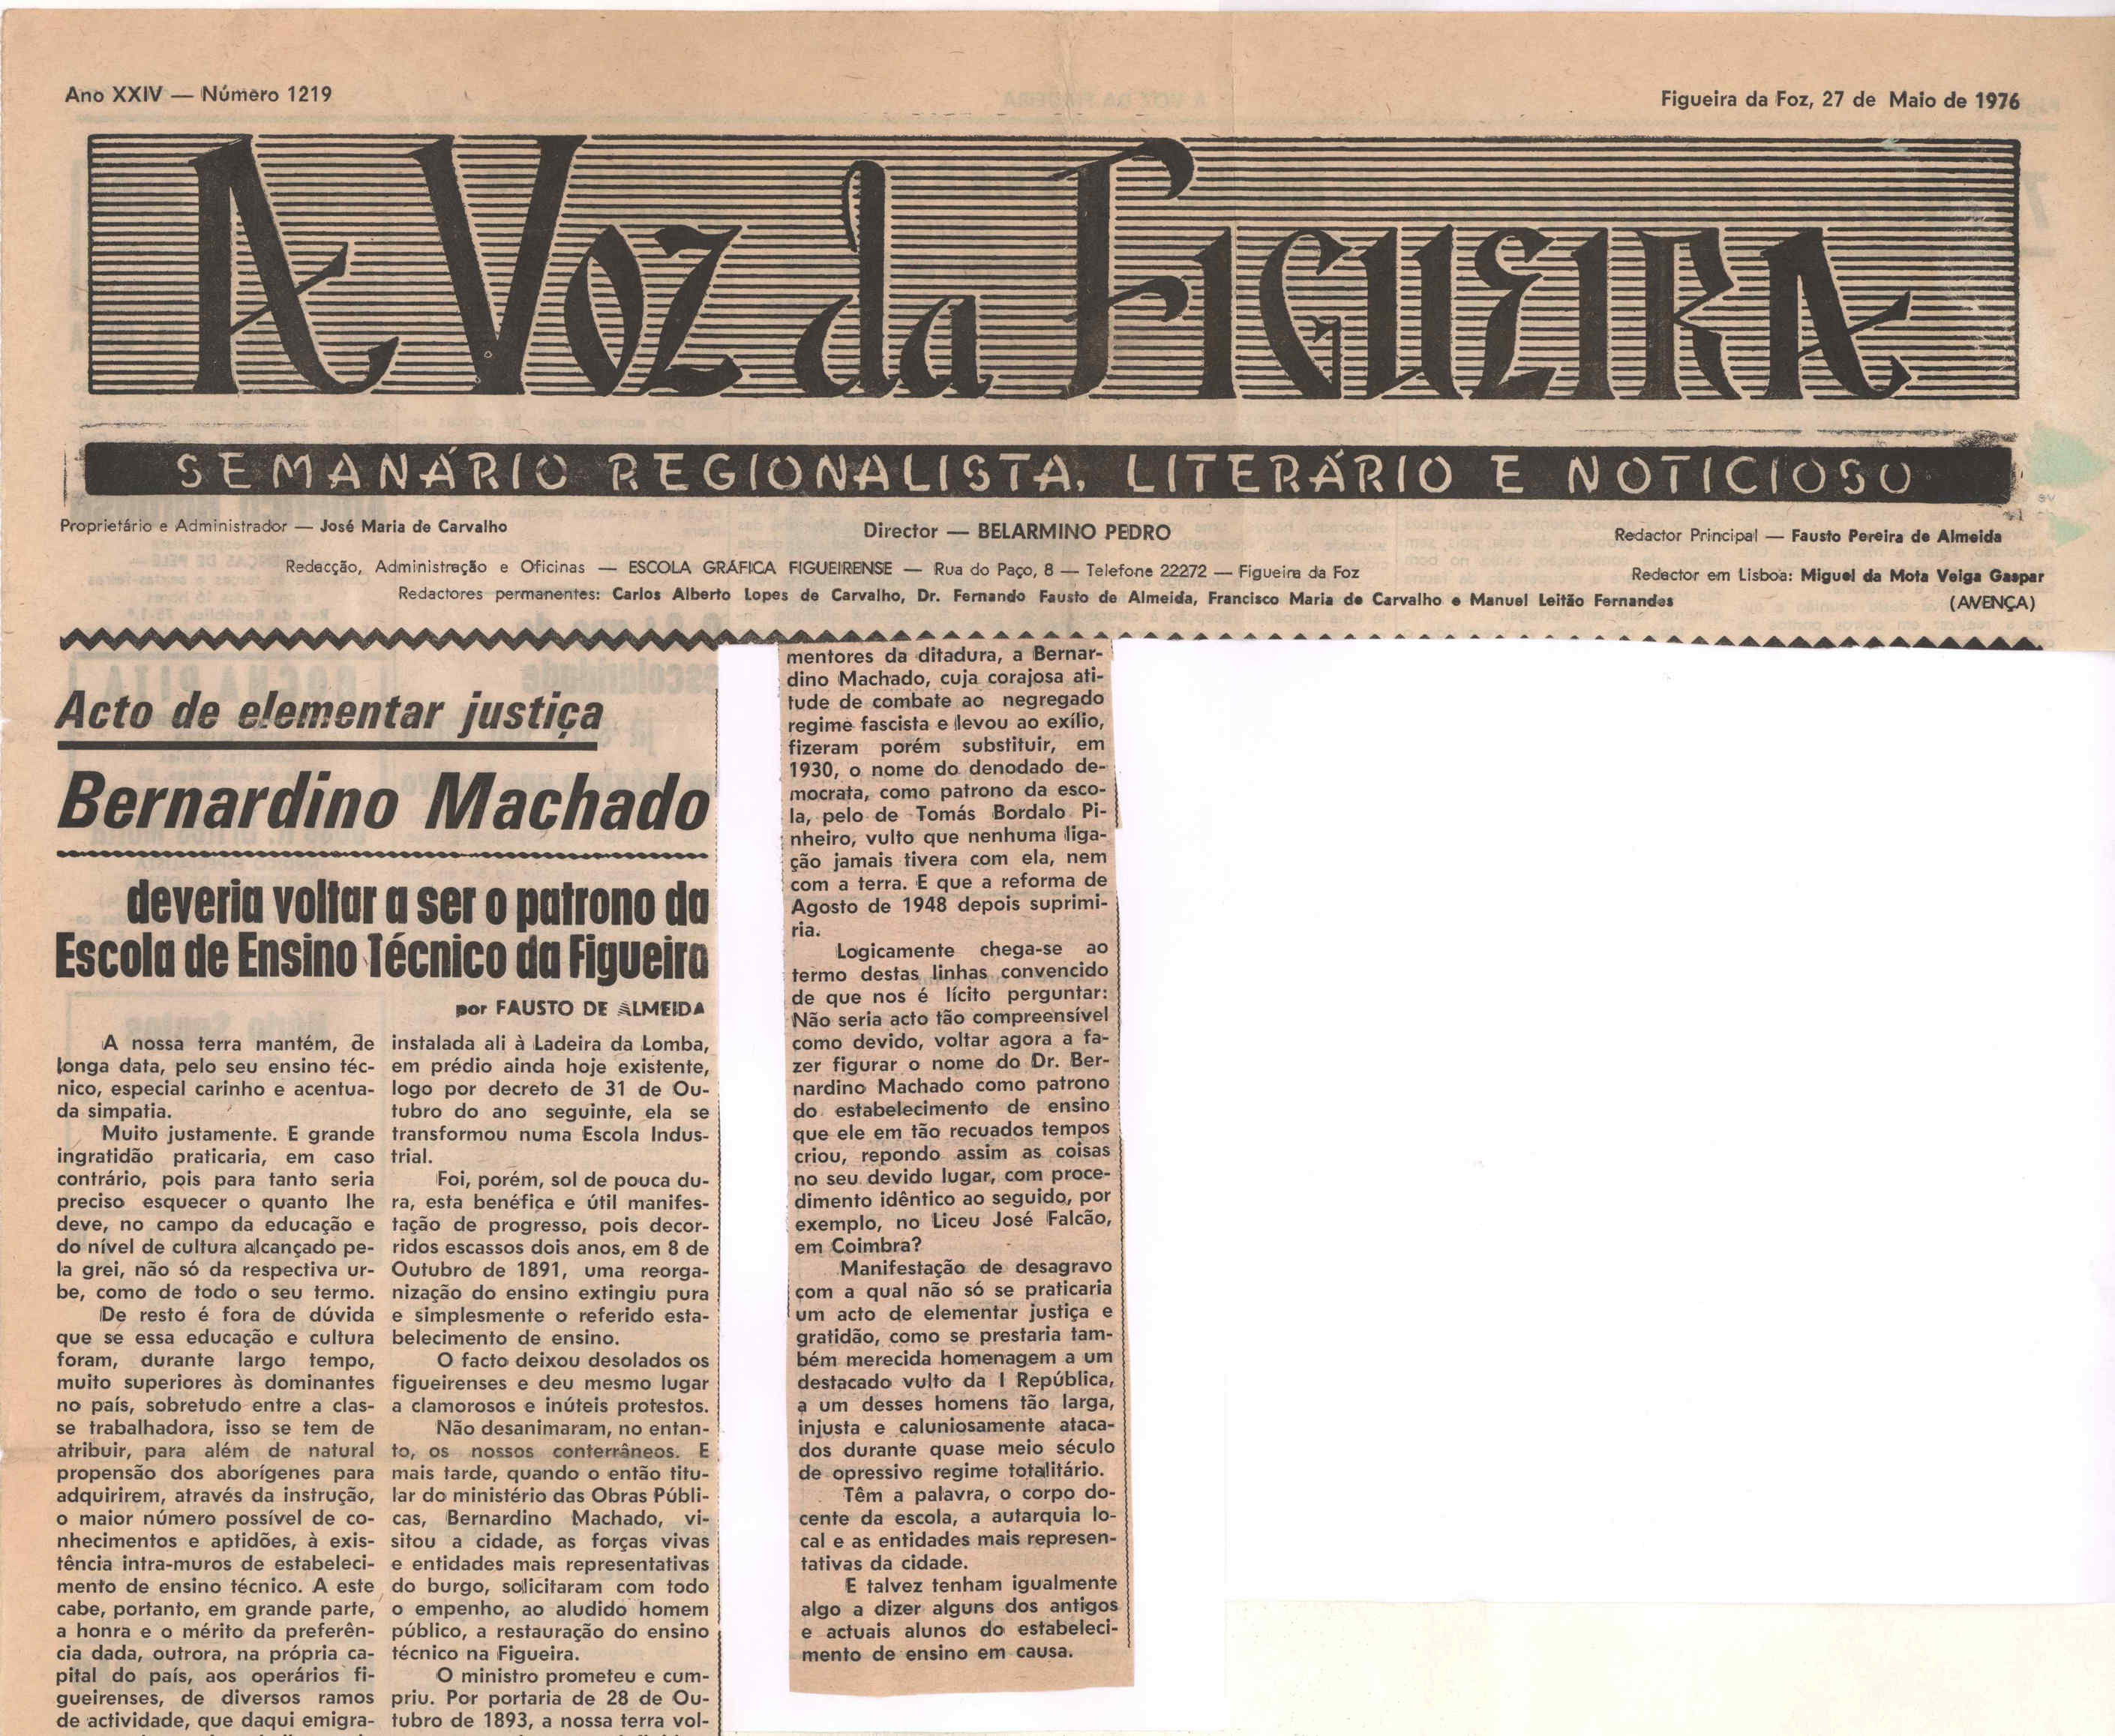 Ano XXIV — Número 1219
Figueira da Foz, 27 de Maio de 1976
A Voz da FIGUEIRA
SEMANÁRIO REGIONALISTA, LITERÁRIO E NOTICIOSO
Proprietário e Administrador — José Maria de Carvalho
Director — BELARMINO PEDRO
Redactor Principal — Fausto Pereira de Almeida
Redacção, Administração e Oficinas — ESCOLA GRÁFICA FIGUEIRENSE — Rua do Paço, 8 — Telefone 22272 — Figueira da Foz
Redactor em Lisboa: Miguel da Mota Veiga Gaspar
Redactores permanentes: Carlos Alberto Lopes de Carvalho, Dr. Fernando Fausto de Almeida, Francisco Maria de Carvalho e Manuel Leitão Fernandes
(AVENÇA)
Acto de elementar justiça
Bernardino Machado
deveria voltar a ser o patrono da
Escola de Ensino Técnico da Figueira
por FAUSTO DE ALMEIDA
A nossa terra mantém, de
longa data, pelo seu ensino téc-
nico, especial carinho e acentua-
da simpatia.
Muito justamente. E grande
ingratidão praticaria, em caso
contrário, pois para tanto seria
preciso esquecer o quanto lhe
deve, no campo da educação e
do nível de cultura alcançado pe-
la grei, não só da respectiva ur-
be, como de todo o seu termo.
De resto é fora de dúvida
que se essa educação e cultura
foram, durante largo tempo,
muito superiores às dominantes
no país, sobretudo entre a clas-
se trabalhadora, isso se tem de
atribuir, para além de natural
propensão dos aborígenes para
adquirirem, através da instrução,
o maior número possível de co-
nhecimentos e aptidões, à exis-
tência intra-muros de estabeleci-
mento de ensino técnico. A este
cabe, portanto, em grande parte,
a honra e o mérito da preferên-
cia dada, outrora, na própria ca-
pital do país, aos operários fi-
gueirenses, de diversos ramos
de actividade, que daqui emigra-
instalada ali à Ladeira da Lomba,
em prédio ainda hoje existente,
logo por decreto de 31 de Ou-
tubro do ano seguinte, ela se
transformou numa Escola Indus-
trial.
Foi, porém, sol de pouca du-
ra, esta benéfica e útil manifes-
tação de progresso, pois decor-
ridos escassos dois anos, em 8 de
Outubro de 1891, uma reorga-
nização do ensino extingiu pura
e simplesmente o referido esta-
belecimento de ensino.
O facto deixou desolados os
figueirenses e deu mesmo lugar
a clamorosos e inúteis protestos.
Não desanimaram, no entan-
to, os nossos conterrâneos. E
mais tarde, quando o então titu-
lar do ministério das Obras Públi-
cas, Bernardino Machado, vi-
sitou a cidade, as forças vivas
e entidades mais representativas
do burgo, solicitaram com todo
o empenho, ao aludido homem
público, a restauração do ensino
técnico na Figueira.
O ministro prometeu e cum-
priu. Por portaria de 28 de Ou-
tubro de 1893, a nossa terra vol-
mentores da ditadura, a Bernar-
dino Machado, cuja corajosa ati-
tude de combate ao negregado
regime fascista e levou ao exílio,
fizeram porém substituir, em
1930, o nome do denodado de-
mocrata, como patrono da esco-
la, pelo de Tomás Bordalo Pi-
nheiro, vulto que nenhuma liga-
ção jamais tivera com ela, nem
com a terra. E que a reforma de
Agosto de 1948 depois suprimi-
ria.
Logicamente chega-se ao
termo destas linhas convencido
de que nos é lícito perguntar:
Não seria acto tão compreensível
como devido, voltar agora a fa-
zer figurar o nome do Dr. Ber-
nardino Machado como patrono
do estabelecimento de ensino
que ele em tão recuados tempos
criou, repondo assim as coisas
no seu devido lugar, com proce-
dimento idêntico ao seguido, por
exemplo, no Liceu José Falcão,
em Coimbra?
Manifestação de desagravo
com a qual não só se praticaria
um acto de elementar justiça e
gratidão, como se prestaria tam-
bém merecida homenagem a um
destacado vulto da I República,
a um desses homens tão larga,
injusta e caluniosamente ataca-
dos durante quase meio século
de opressivo regime totalitário.
Têm a palavra, o corpo do-
cente da escola, a autarquia lo-
cal e as entidades mais represen-
tativas da cidade.
E talvez tenham igualmente
algo a dizer alguns dos antigos
e actuais alunos do estabeleci-
mento de ensino em causa.